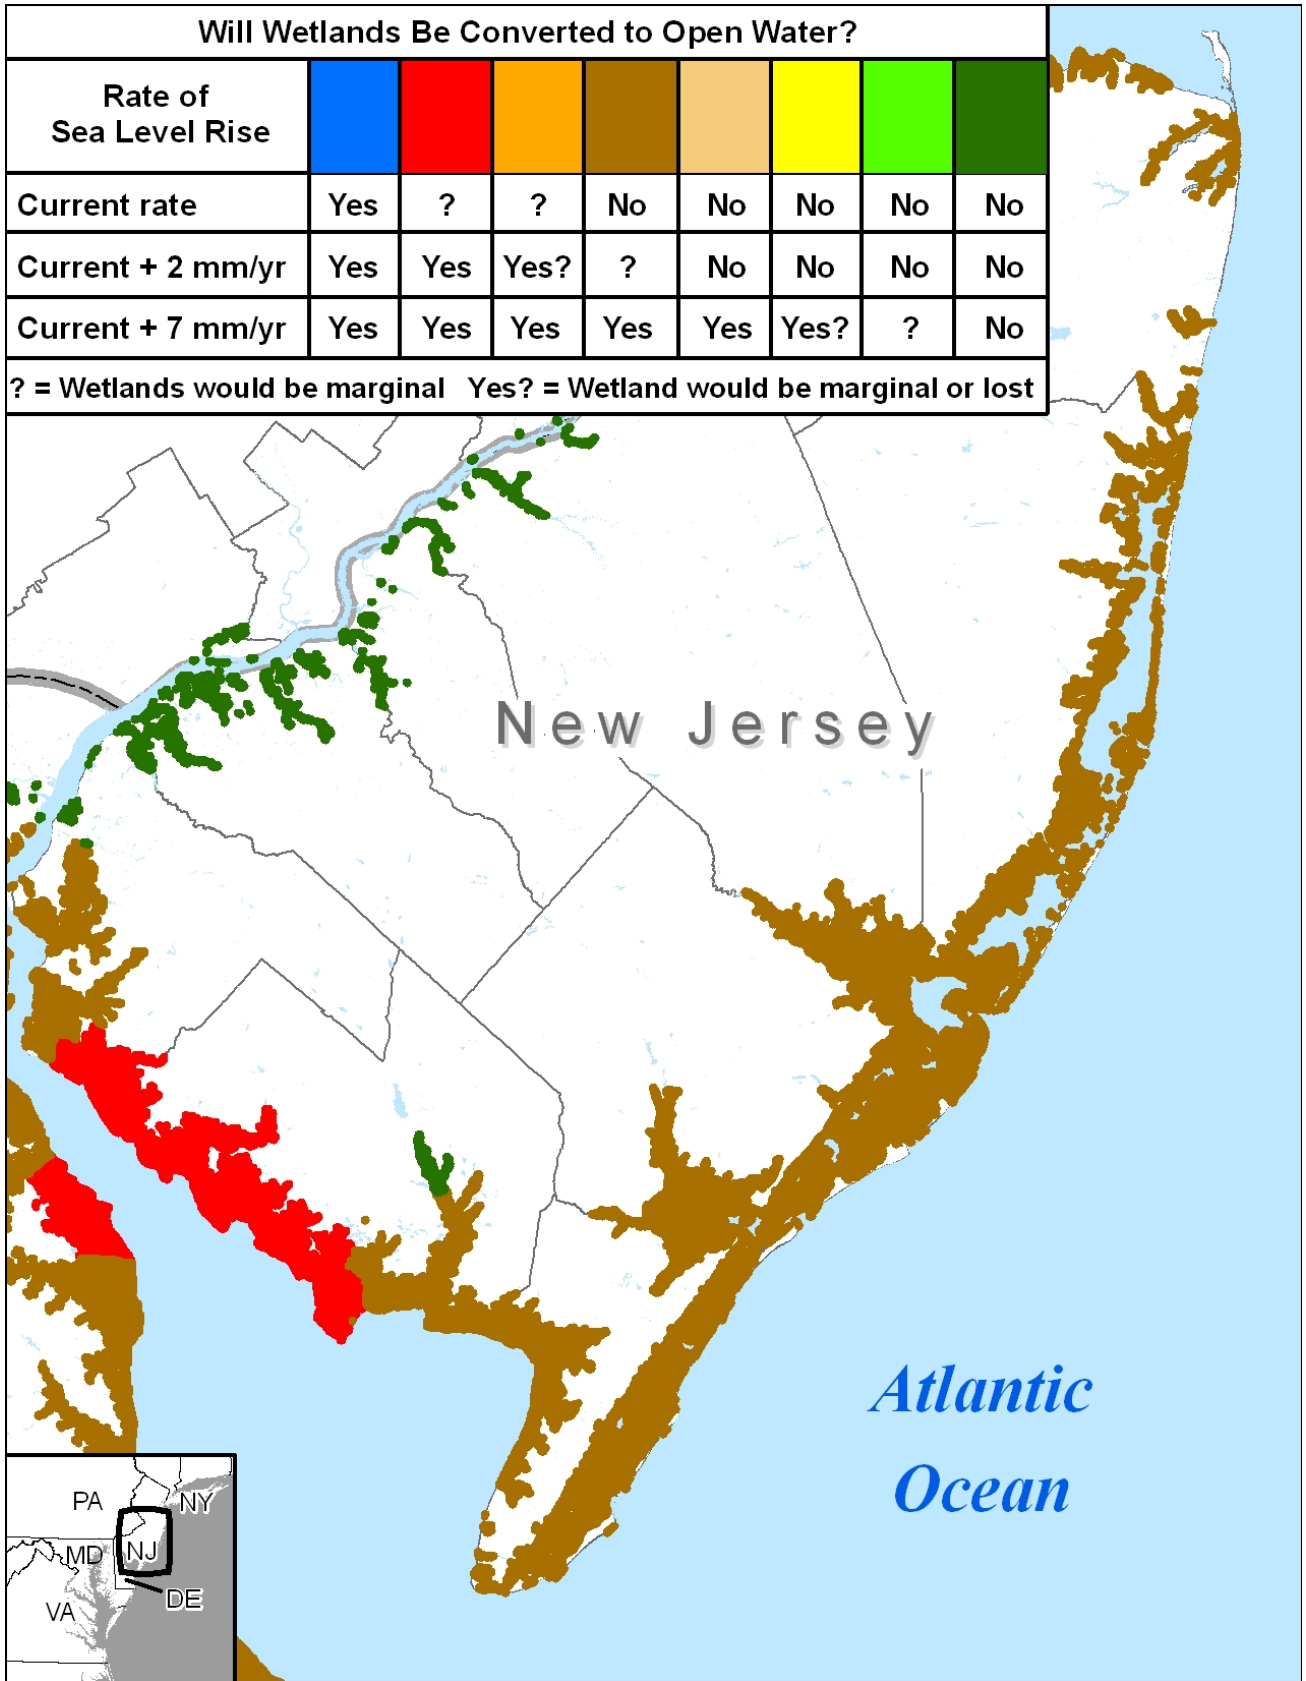 Will Wetlands Be Converted to Open Water?
Rate of
Sea Level Rise
Current rate Yes ? ? No No No No No
Current + 2 mm/yr Yes Yes Yes? ? No No No No
Current + 7 mm/yr Yes Yes Yes Yes Yes Yes? ? No
? = Wetlands would be marginal Yes? = Wetland would be marginal or lost
New Jersey
Atlantic
Ocean
PA
NY
MD
NJ
DE
VA